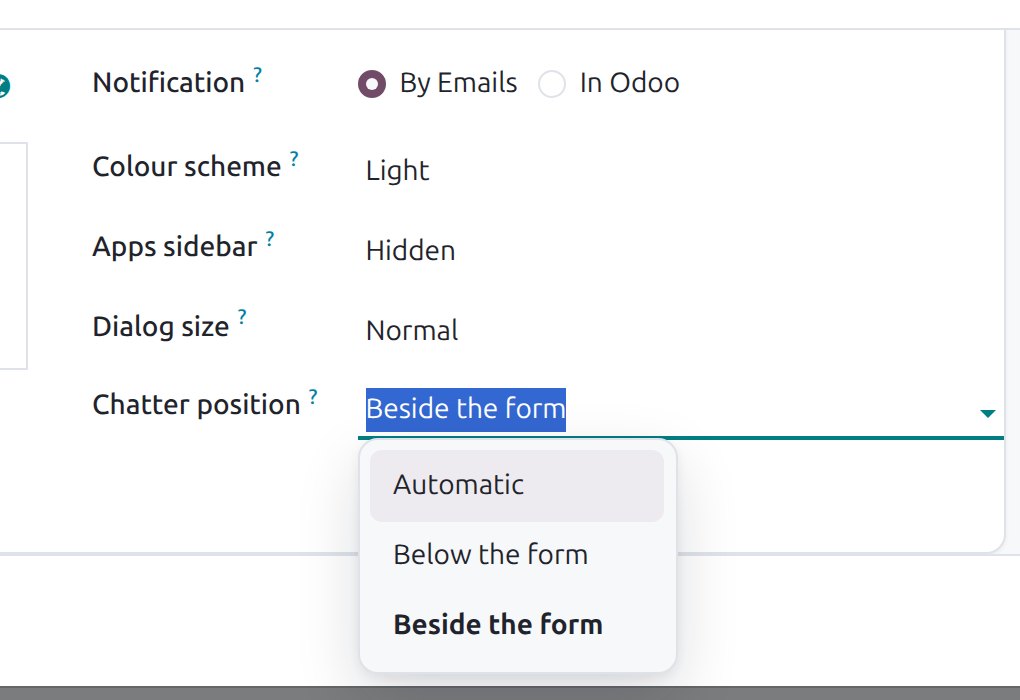 Notification ? By Emails In Odoo
Colour scheme ? Light
Apps sidebar ? Hidden
Dialog size ? Normal
Chatter position ? Beside the form
Automatic
Below the form
Beside the form